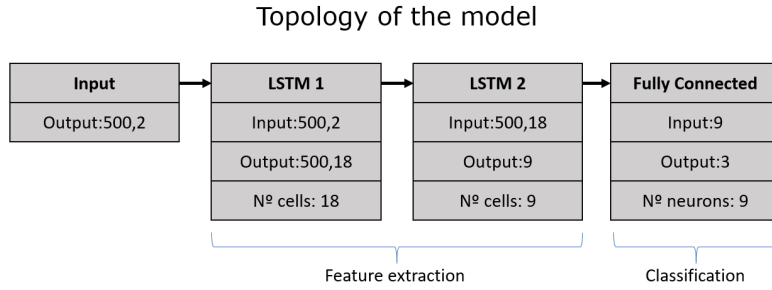 Topology of the model
Input
Output:500,2
LSTM 1
Input:500,2
Output:500,18
Nº cells: 18
LSTM 2
Input:500,18
Output:9
Nº cells: 9
Fully Connected
Input:9
Output:3
Nº neurons: 9
Feature extraction
Classification